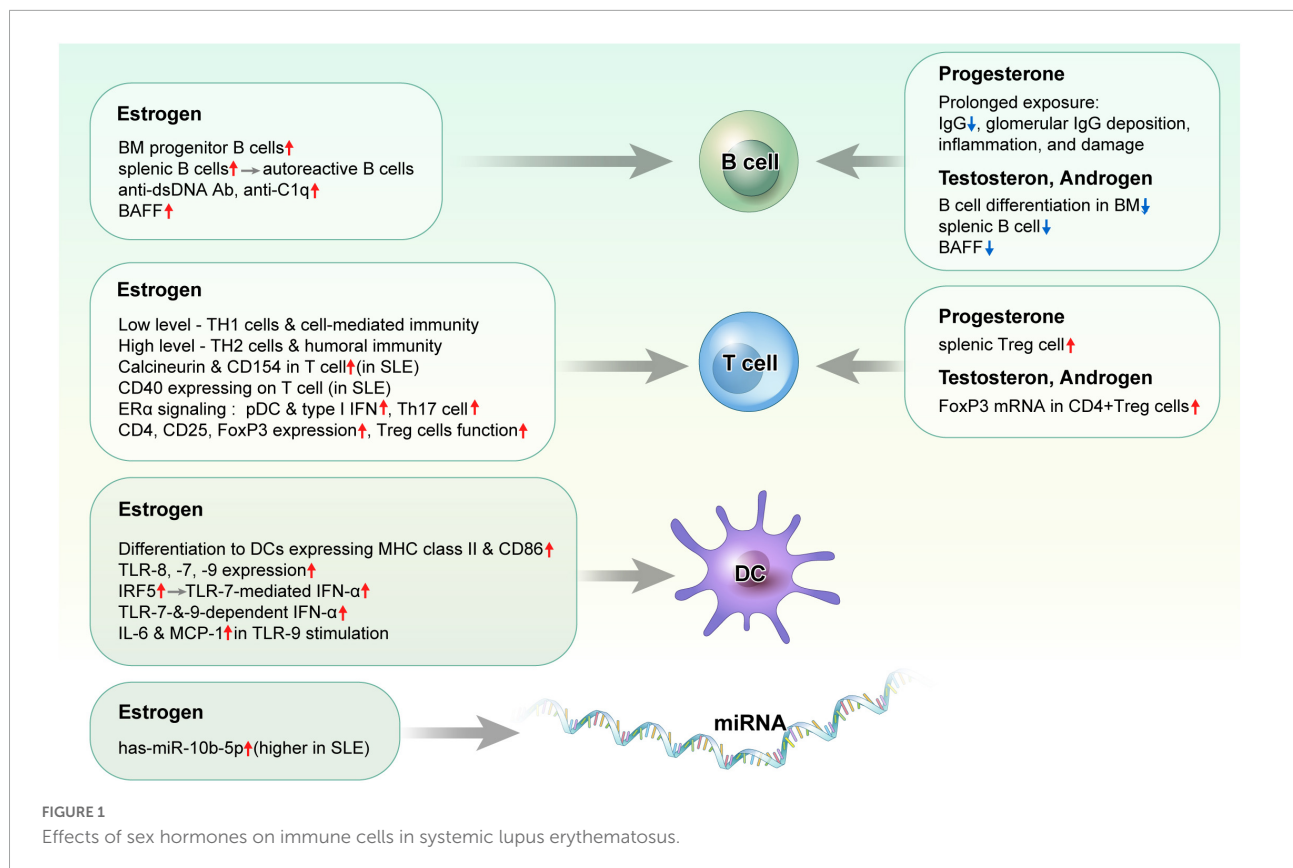 Estrogen
BM progenitor B cells↑
splenic B cells↑→autoreactive B cells
anti-dsDNA Ab, anti-C1q↑
BAFF↑
B cell
Progesterone
Prolonged exposure:
IgG↓, glomerular IgG deposition,
inflammation, and damage
Testosteron, Androgen
B cell differentiation in BM↓
splenic B cell↓
BAFF↓
Estrogen
Low level - TH1 cells & cell-mediated immunity
High level - TH2 cells & humoral immunity
Calcineurin & CD154 in T cell↑(in SLE)
CD40 expressing on T cell (in SLE)
ERα signaling : pDC & type I IFN↑, Th17 cell↑
CD4, CD25, FoxP3 expression↑, Treg cells function↑
T cell
Progesterone
splenic Treg cell↑
Testosteron, Androgen
FoxP3 mRNA in CD4+Treg cells↑
Estrogen
Differentiation to DCs expressing MHC class II & CD86↑
TLR-8, -7, -9 expression↑
IRF5↑→TLR-7-mediated IFN-α↑
TLR-7-&-9-dependent IFN-α↑
IL-6 & MCP-1↑in TLR-9 stimulation
DC
Estrogen
has-miR-10b-5p↑(higher in SLE)
miRNA
FIGURE 1
Effects of sex hormones on immune cells in systemic lupus erythematosus.